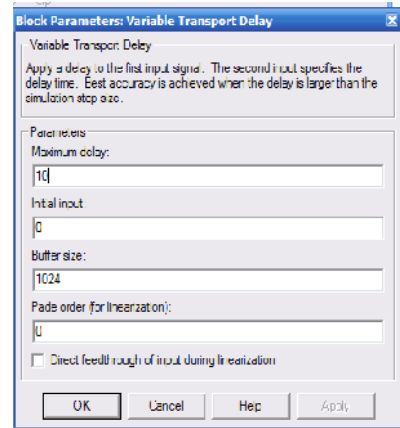 Block Parameters: Variable Transport Delay
Variable Transport Delay
Apply a delay to the first input signal. The second input specifies the
delay time. Best accuracy is achieved when the delay is larger than the
simulation step size.
Parameters
Maximum delay:
10
Initial input:
0
Buffer size:
1024
Pade order (for linearization):
0
Direct feedthrough of input during linearization
OK Cancel Help Apply